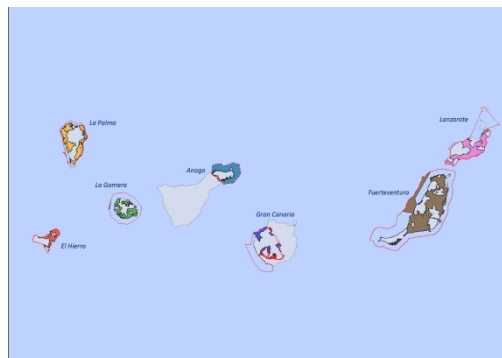 La Palma
Lanzarote
Anaga
La Gomera
Fuerteventura
Gran Canaria
El Hierro